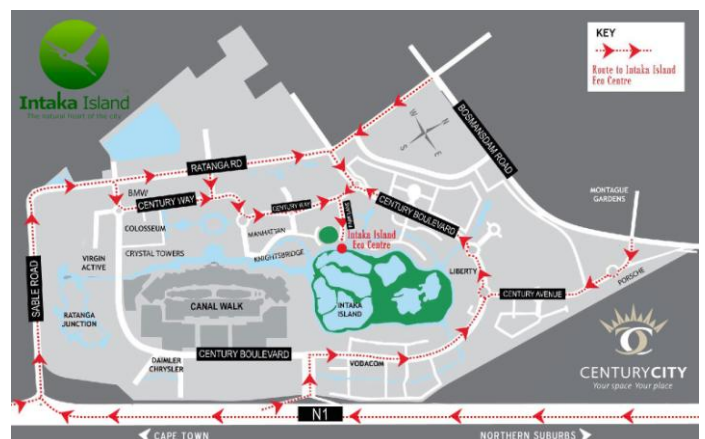 Intaka Island
The natural heart of the city
KEY
Route to Intaka Island
Eco Centre
BOSMANSDAM ROAD
RATANGA RD
BMW
CENTURY WAY
CENTURY WAY
MONTAGUE
GARDENS
COLOSSEUM
MANHATTAN
CENTURY BOULEVARD
Intaka Island
Eco Centre
CRYSTAL TOWERS
KNIGHTSBRIDGE
VIRGIN
ACTIVE
LIBERTY
PORSCHE
SABLE ROAD
CANAL WALK
INTAKA
ISLAND
CENTURY AVENUE
RATANGA
JUNCTION
CENTURY BOULEVARD
DAIMLER
CHRYSLER
VODACOM
CENTURYCITY
Your space Your place
N1
CAPE TOWN
NORTHERN SUBURBS